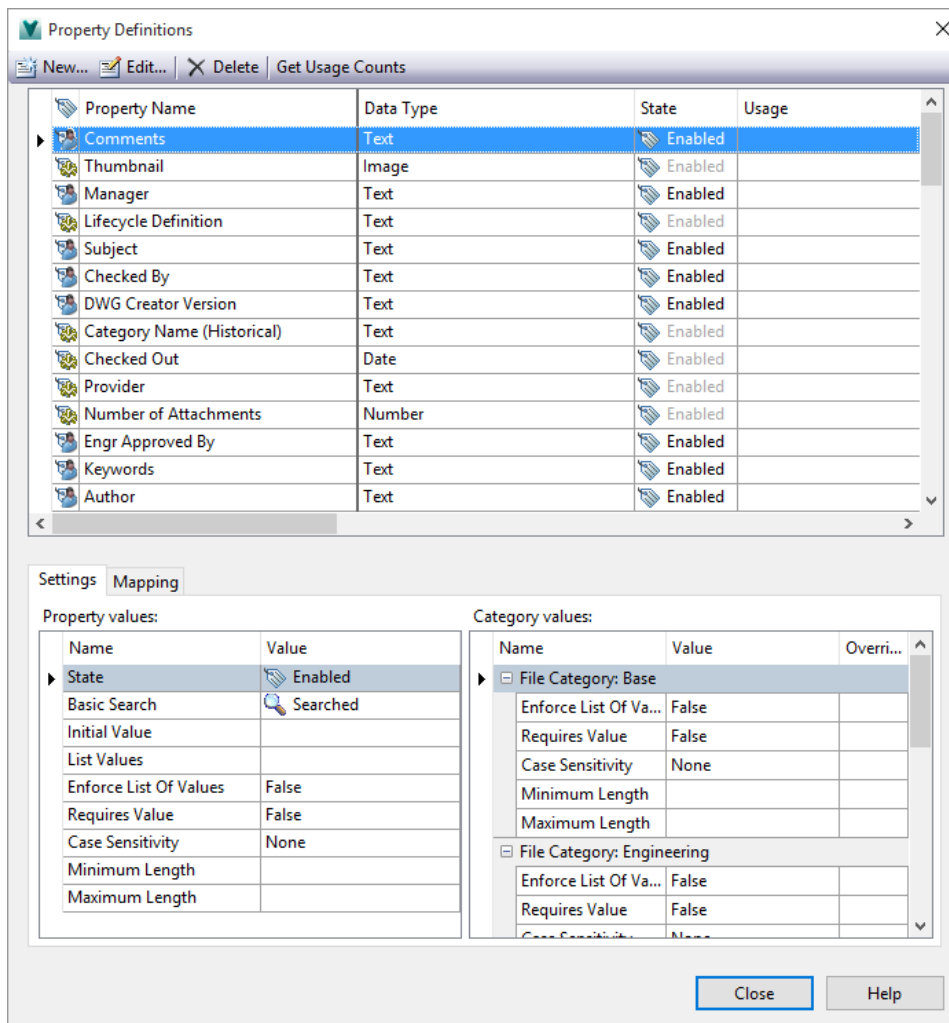 Property Definitions
New... Edit... Delete Get Usage Counts
Property Name Data Type State Usage
Comments Text Enabled
Thumbnail Image Enabled
Manager Text Enabled
Lifecycle Definition Text Enabled
Subject Text Enabled
Checked By Text Enabled
DWG Creator Version Text Enabled
Category Name (Historical) Text Enabled
Checked Out Date Enabled
Provider Text Enabled
Number of Attachments Number Enabled
Engr Approved By Text Enabled
Keywords Text Enabled
Author Text Enabled
Settings Mapping
Property values:
Name Value
State Enabled
Basic Search Searched
Initial Value
List Values
Enforce List Of Values False
Requires Value False
Case Sensitivity None
Minimum Length
Maximum Length
Category values:
Name Value Overri...
File Category: Base
Enforce List Of Va... False
Requires Value False
Case Sensitivity None
Minimum Length
Maximum Length
File Category: Engineering
Enforce List Of Va... False
Requires Value False
Case Sensitivity None
Close Help